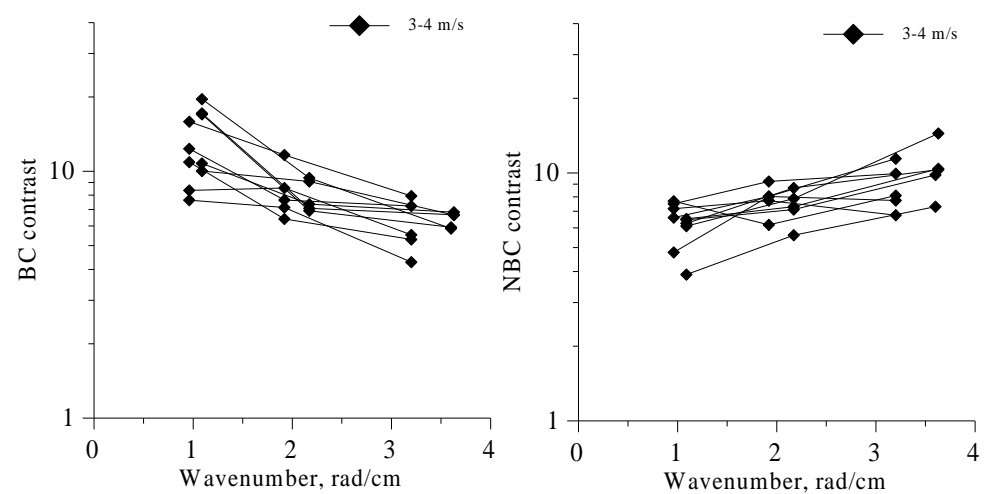 3-4 m/s
BC contrast
10
1
0 1 2 3 4
Wavenumber, rad/cm
3-4 m/s
NBC contrast
10
1
0 1 2 3 4
Wavenumber, rad/cm